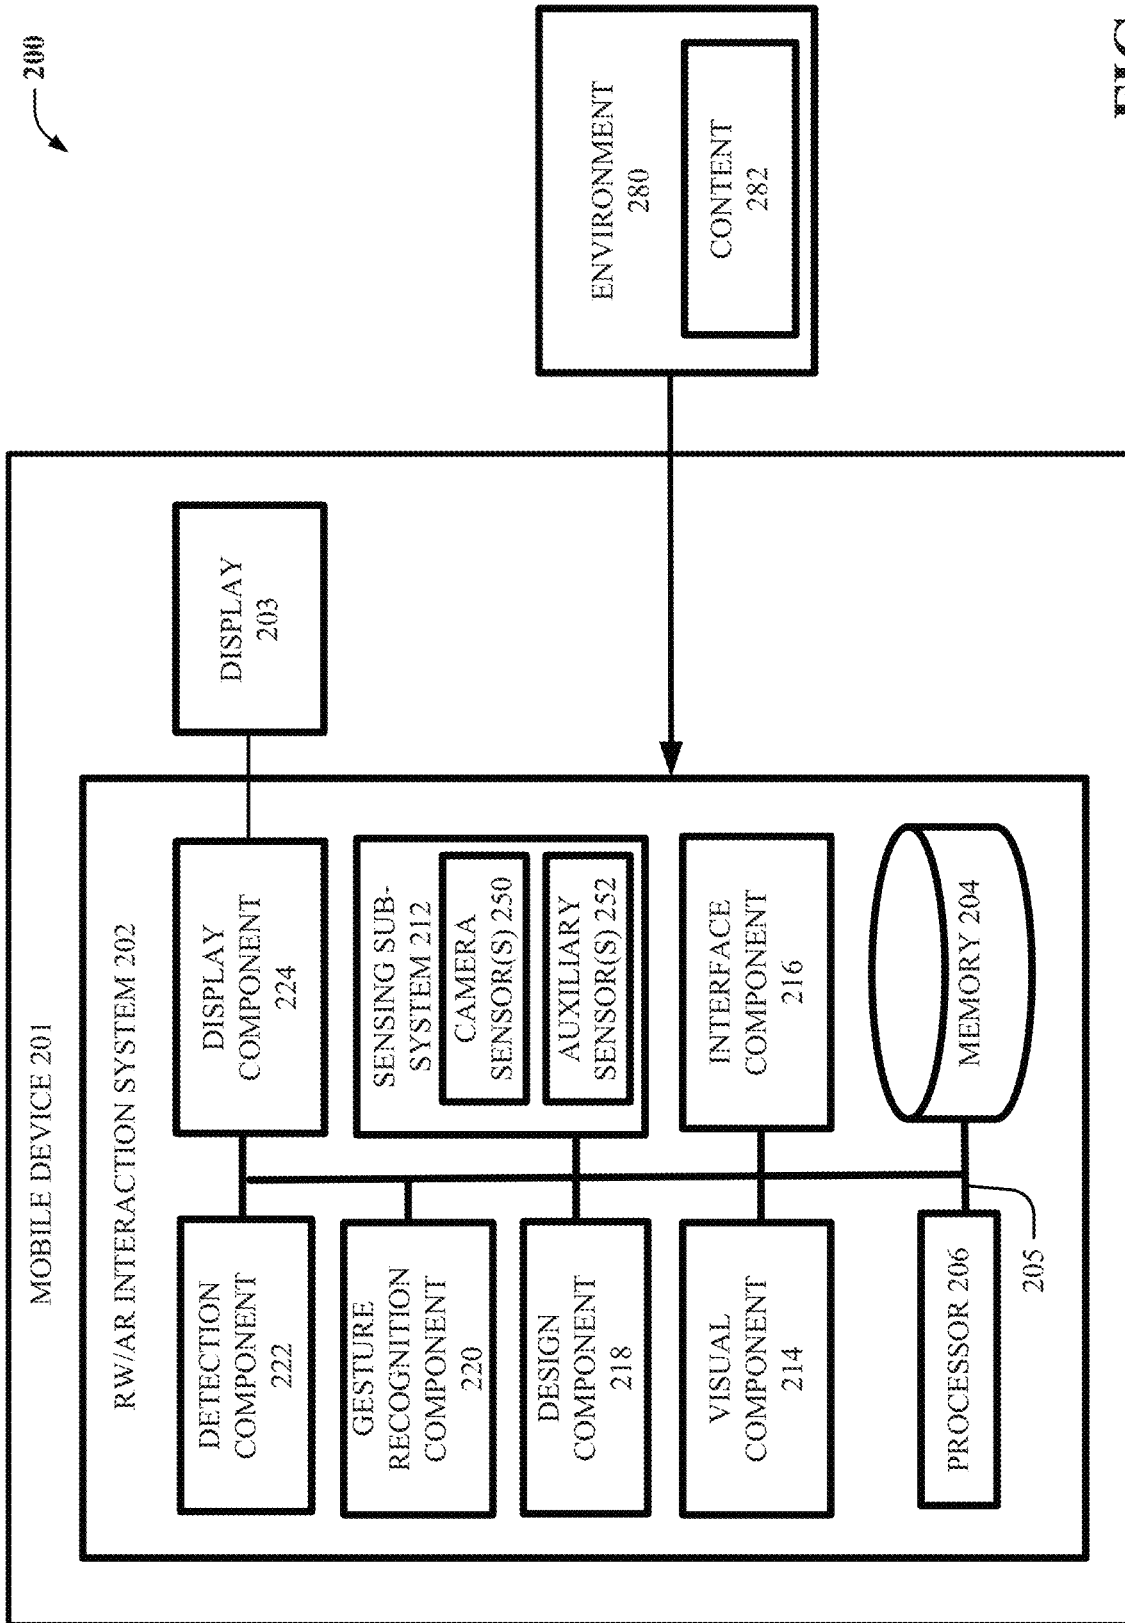 200
MOBILE DEVICE 201
RW/AR INTERACTION SYSTEM 202
DETECTION
COMPONENT
222
DISPLAY
COMPONENT
224
DISPLAY
203
GESTURE
RECOGNITION
COMPONENT
220
SENSING SUB-
SYSTEM 212
CAMERA
SENSOR(S) 250
AUXILIARY
SENSOR(S) 252
DESIGN
COMPONENT
218
VISUAL
COMPONENT
214
INTERFACE
COMPONENT
216
PROCESSOR 206
MEMORY 204
205
ENVIRONMENT
280
CONTENT
282